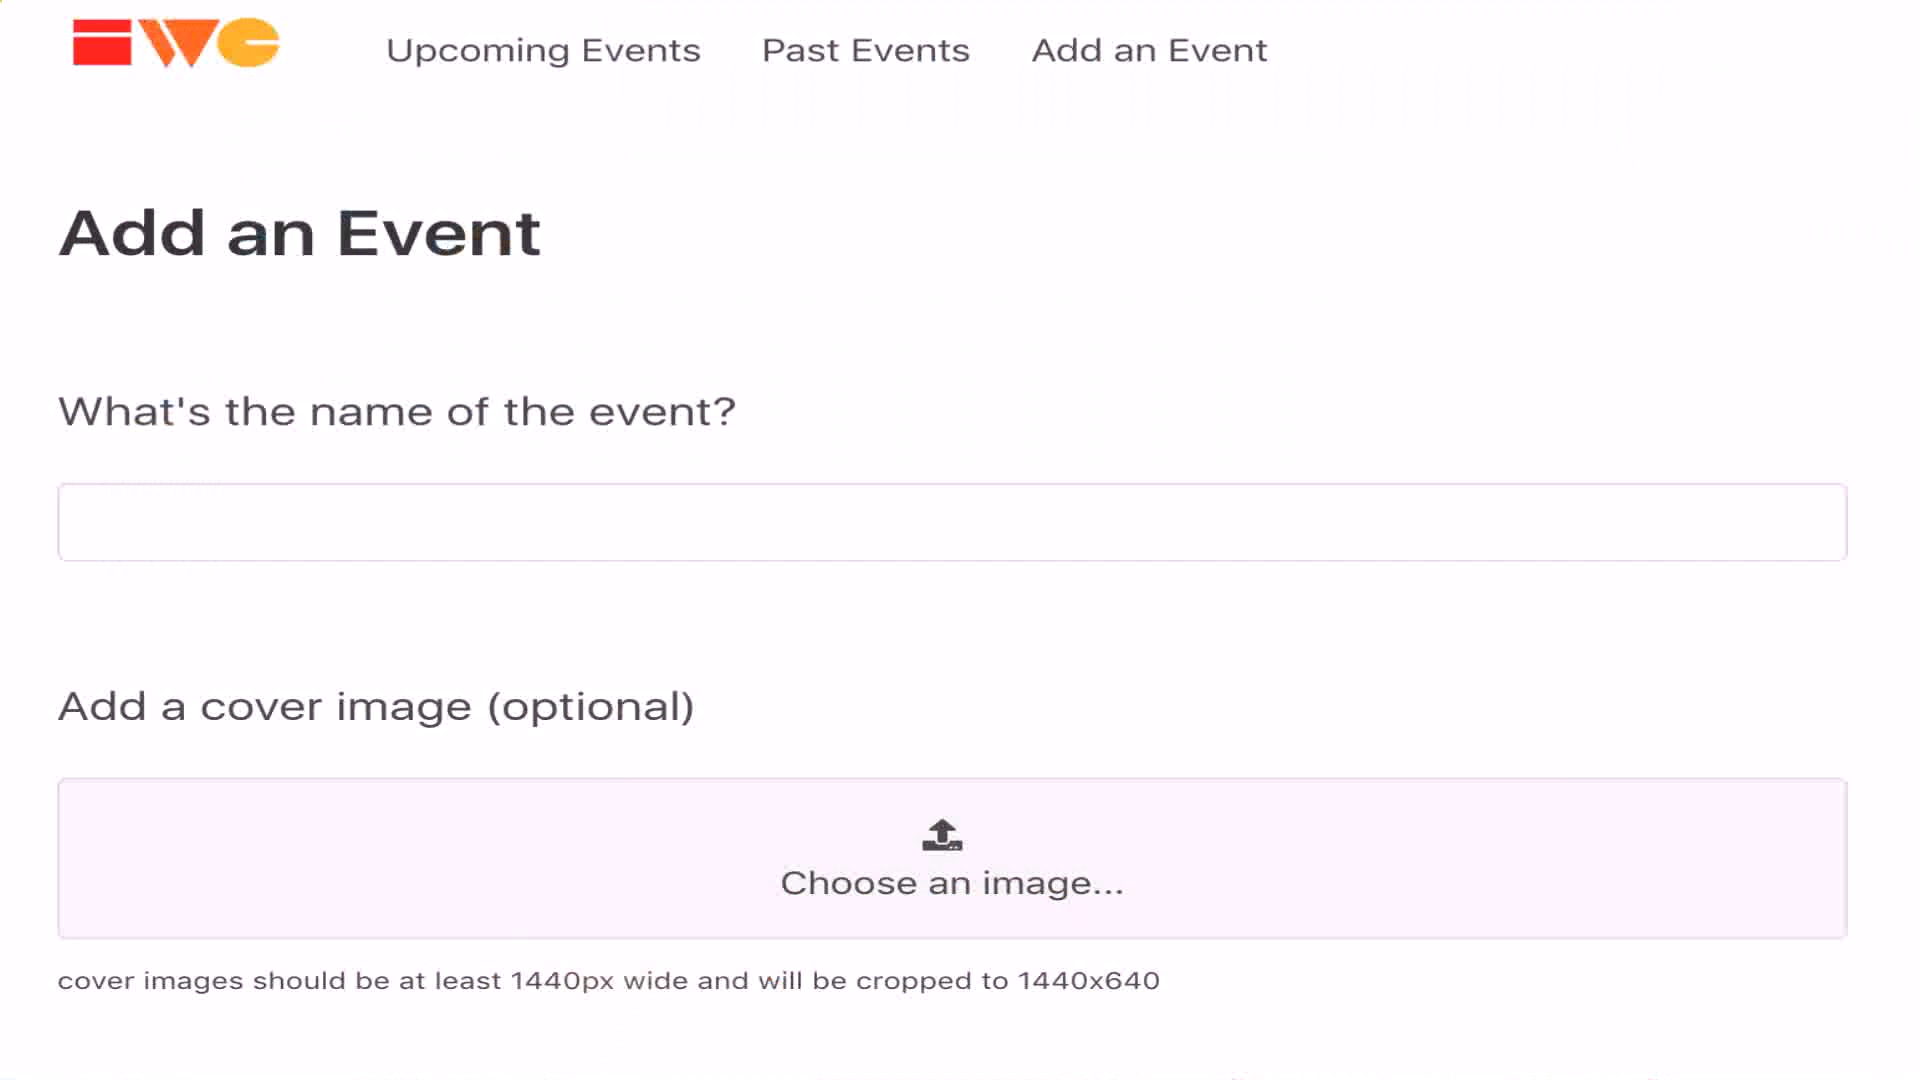 EWC
Upcoming Events
Past Events
Add an Event
Add an Event
What's the name of the event?
Add a cover image (optional)
Choose an image...
cover images should be at least 1440px wide and will be cropped to 1440x640